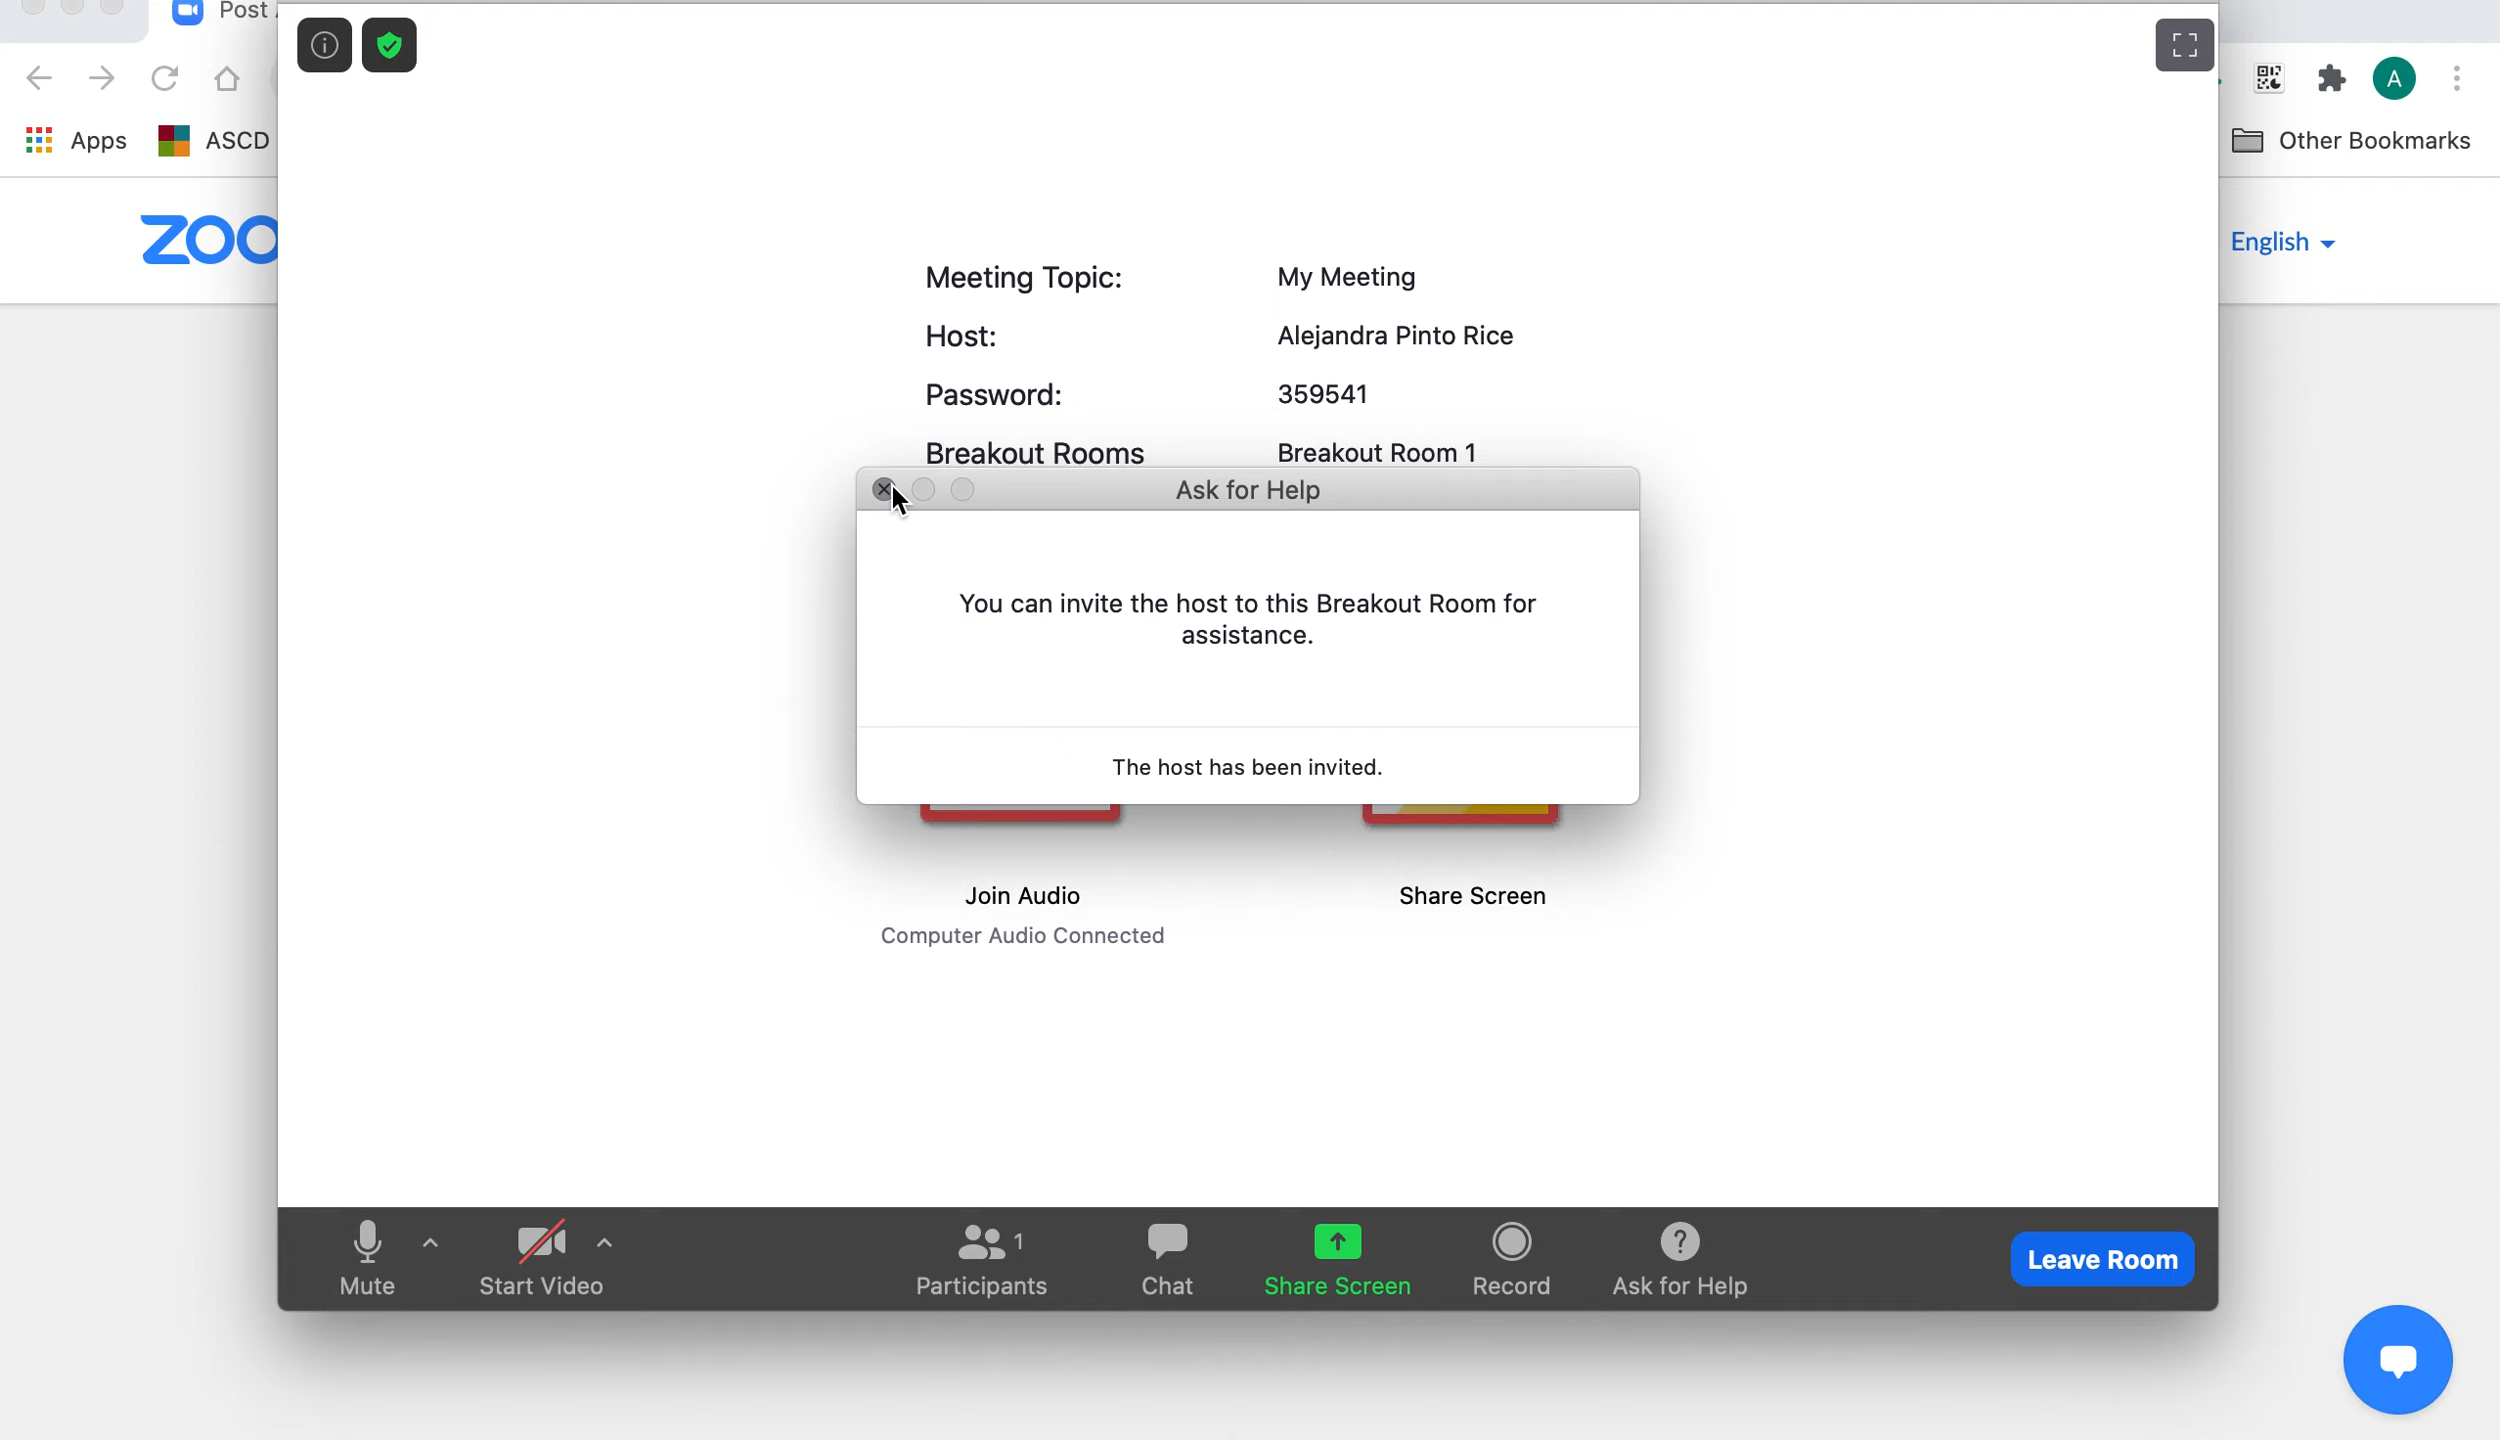 Post
Apps ASCD Other Bookmarks
ZOO
English
Meeting Topic: My Meeting
Host: Alejandra Pinto Rice
Password: 359541
Breakout Rooms Breakout Room 1
Ask for Help
You can invite the host to this Breakout Room for
assistance.
The host has been invited.
Join Audio Share Screen
Computer Audio Connected
1
Mute Start Video Participants Chat Share Screen Record Ask for Help Leave Room
A